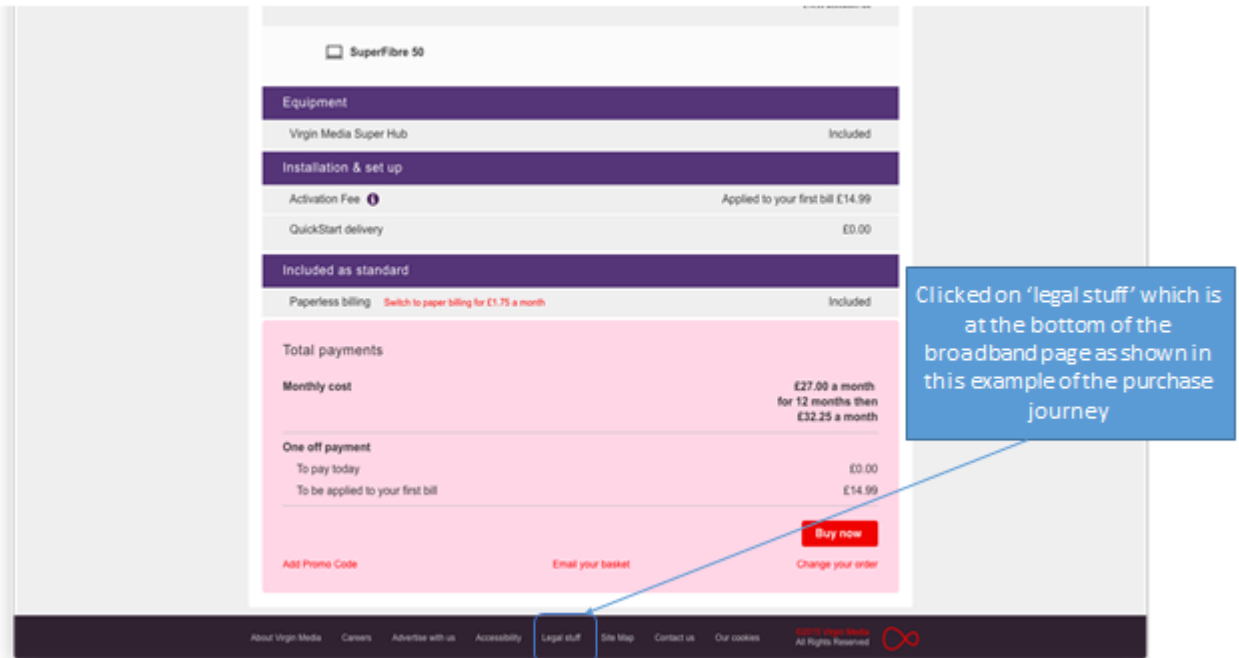 SuperFibre 50
Equipment
Virgin Media Super Hub Included
Installation & set up
Activation Fee Applied to your first bill £14.99
QuickStart delivery £0.00
Included as standard
Paperless billing Switch to paper billing for £1.75 a month Included
Total payments
Monthly cost £27.00 a month
for 12 months then
£32.25 a month
One off payment
To pay today £0.00
To be applied to your first bill £14.99
Buy now
Add Promo Code Email your basket Change your order
Clicked on ‘legal stuff’ which is
at the bottom of the
broadband page as shown in
this example of the purchase
journey
About Virgin Media Careers Advertise with us Accessibility Legal stuff Site Map Contact us Our cookies
Virgin Media
All Rights Reserved